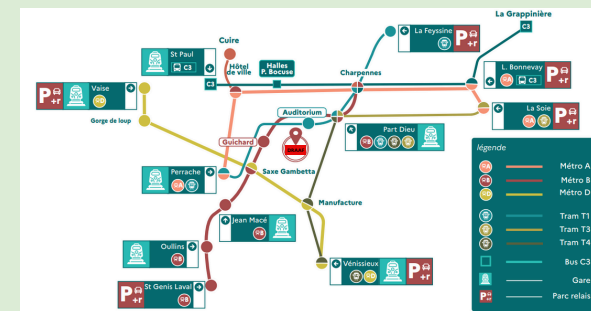 La Grappinière
C3
La Feyssine
St Paul
C3
Cuire
Hôtel
de ville
Halles
P. Bocuse
C3
Charpennes
L. Bonnevay
A C3
P+r
P+r
Vaise
D
Gorge de loup
Auditorium
Guichard
Part Dieu
B
La Soie
A
P+r
Perrache
A
Saxe Gambetta
Manufacture
Jean Macé
B
Oullins
B
Vénissieux
D
P+r
St Genis Laval
B
légende
A Métro A
B Métro B
D Métro D
Tram T1
Tram T3
Tram T4
Bus C3
Gare
P+r Parc relais